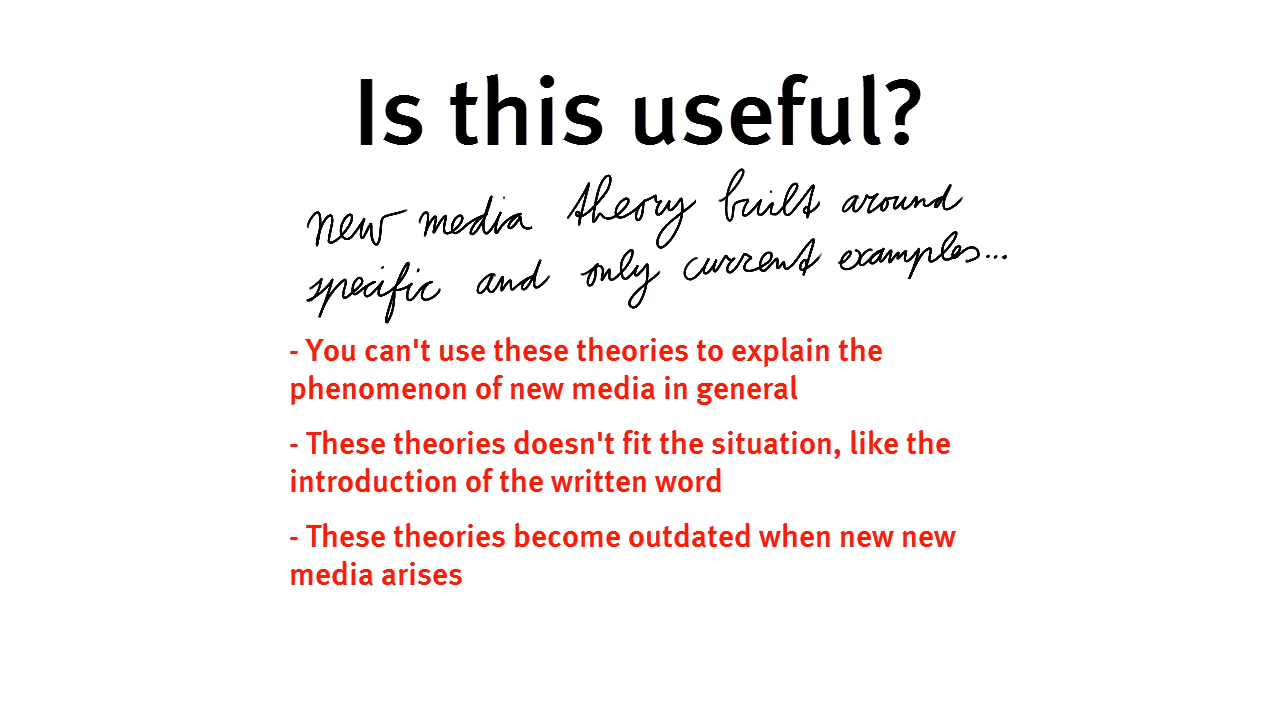 Is this useful?
new media theory built around
specific and only current examples...
- You can't use these theories to explain the
phenomenon of new media in general
- These theories doesn't fit the situation, like the
introduction of the written word
- These theories become outdated when new new
media arises